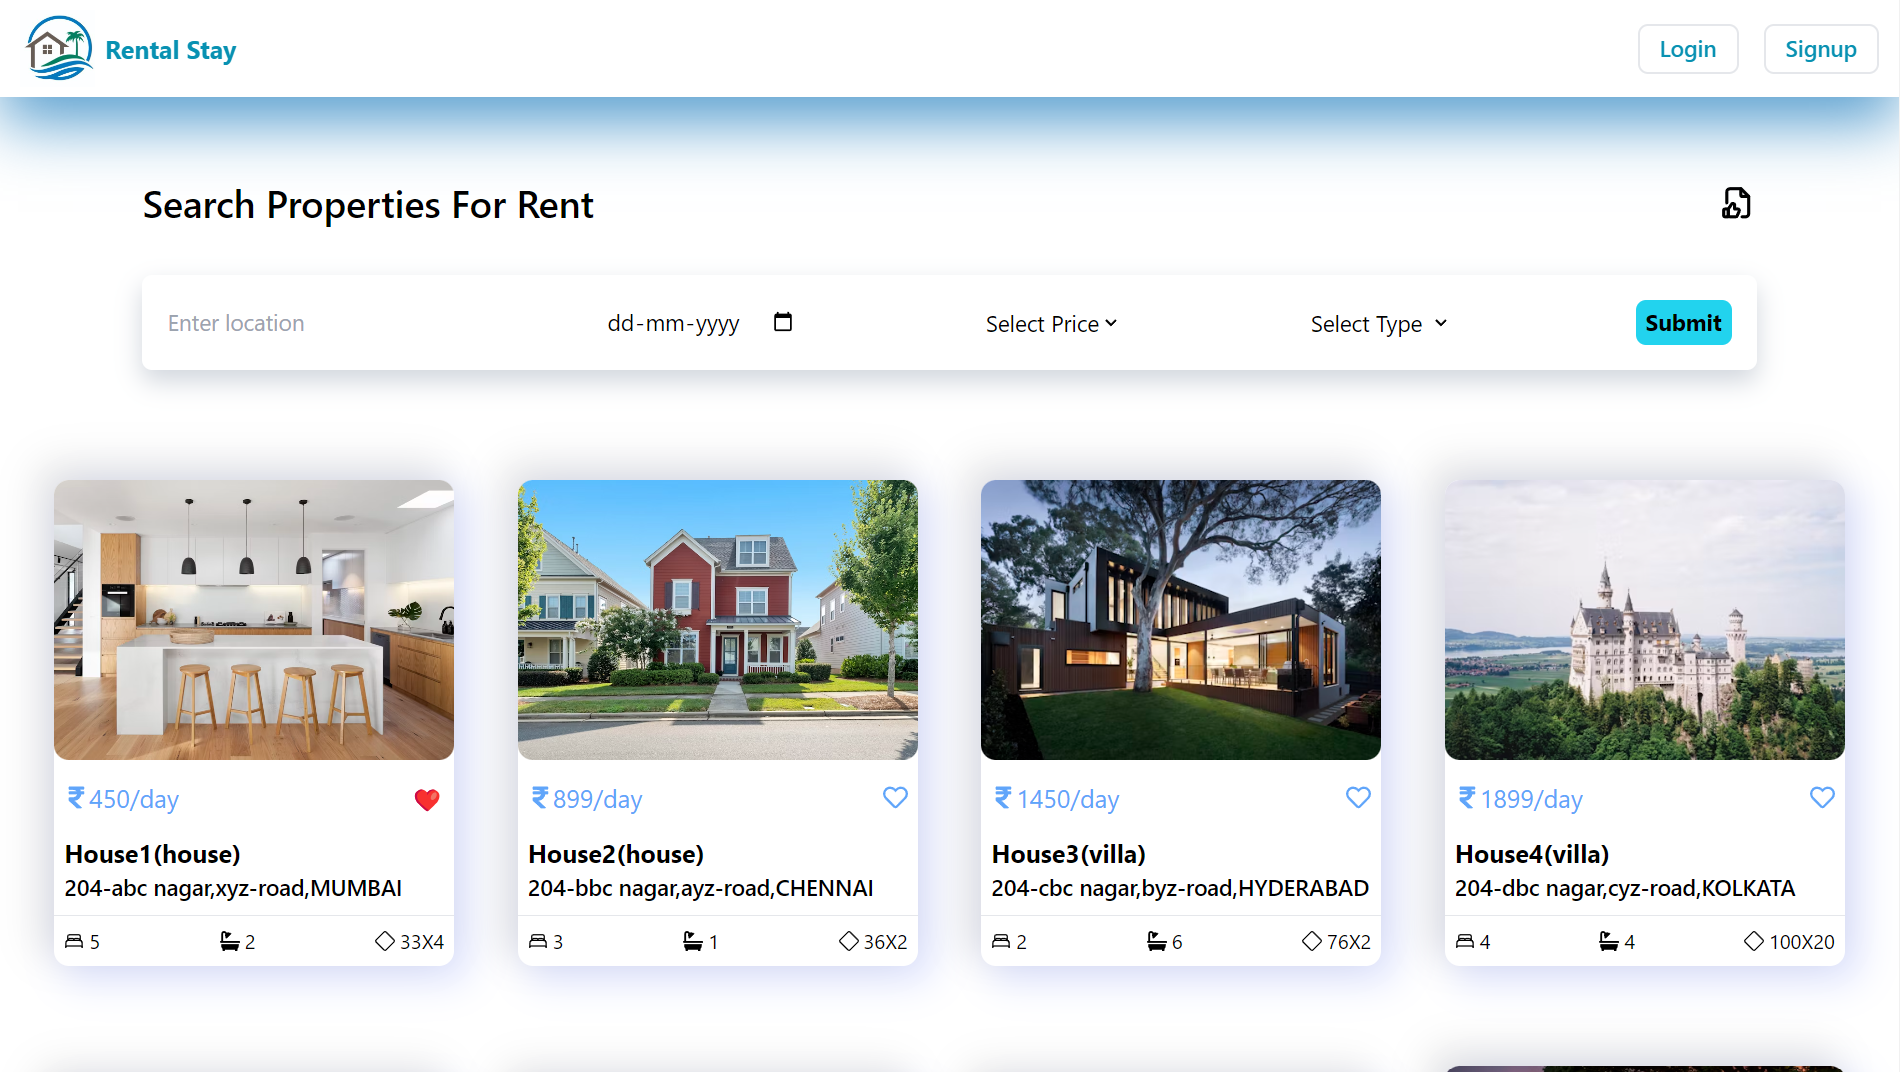 Rental Stay
Login
Signup
Search Properties For Rent
Enter location
dd-mm-yyyy
Select Price
Select Type
Submit
₹ 450/day
₹ 899/day
₹ 1450/day
₹ 1899/day
House1(house)
204-abc nagar,xyz-road,MUMBAI
House2(house)
204-bbc nagar,ayz-road,CHENNAI
House3(villa)
204-cbc nagar,byz-road,HYDERABAD
House4(villa)
204-dbc nagar,cyz-road,KOLKATA
5 2 33X4
3 1 36X2
2 6 76X2
4 4 100X20